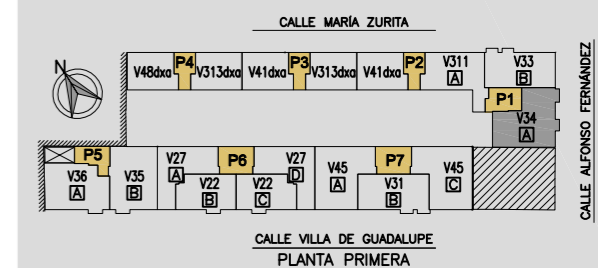 CALLE MARÍA ZURITA
CALLE ALFONSO FERNÁNDEZ
N
P4 P3 P2 V311 V33
V48dxa V313dxa V41dxa V313dxa V41dxa A B
P1
V34
A
P5 V27 P6 V27 P7
V36 V35 A V22 V22 D V45 V31 V45
A B B C A B C
CALLE VILLA DE GUADALUPE
PLANTA PRIMERA